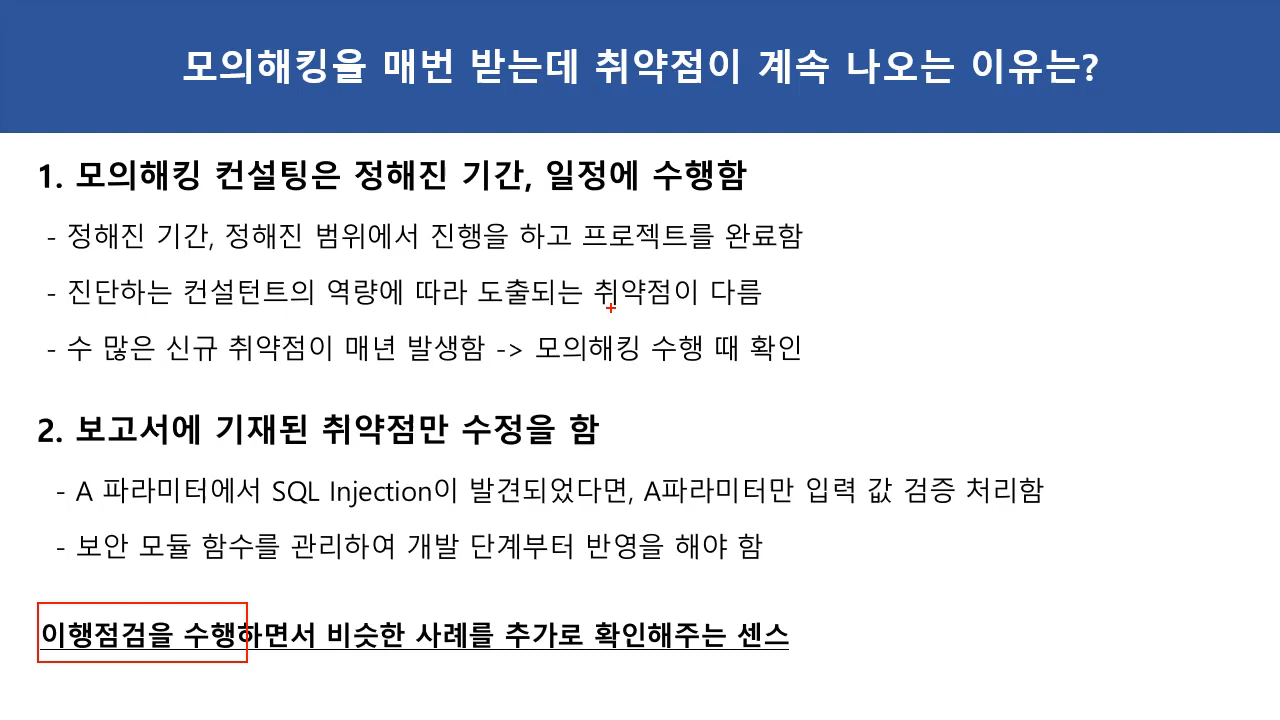 모의해킹을 매번 받는데 취약점이 계속 나오는 이유는?
1. 모의해킹 컨설팅은 정해진 기간, 일정에 수행함
- 정해진 기간, 정해진 범위에서 진행을 하고 프로젝트를 완료함
- 진단하는 컨설턴트의 역량에 따라 도출되는 취약점이 다름
- 수 많은 신규 취약점이 매년 발생함 -> 모의해킹 수행 때 확인
2. 보고서에 기재된 취약점만 수정을 함
- A 파라미터에서 SQL Injection이 발견되었다면, A파라미터만 입력 값 검증 처리함
- 보안 모듈 함수를 관리하여 개발 단계부터 반영을 해야 함
이행점검을 수행하면서 비슷한 사례를 추가로 확인해주는 센스